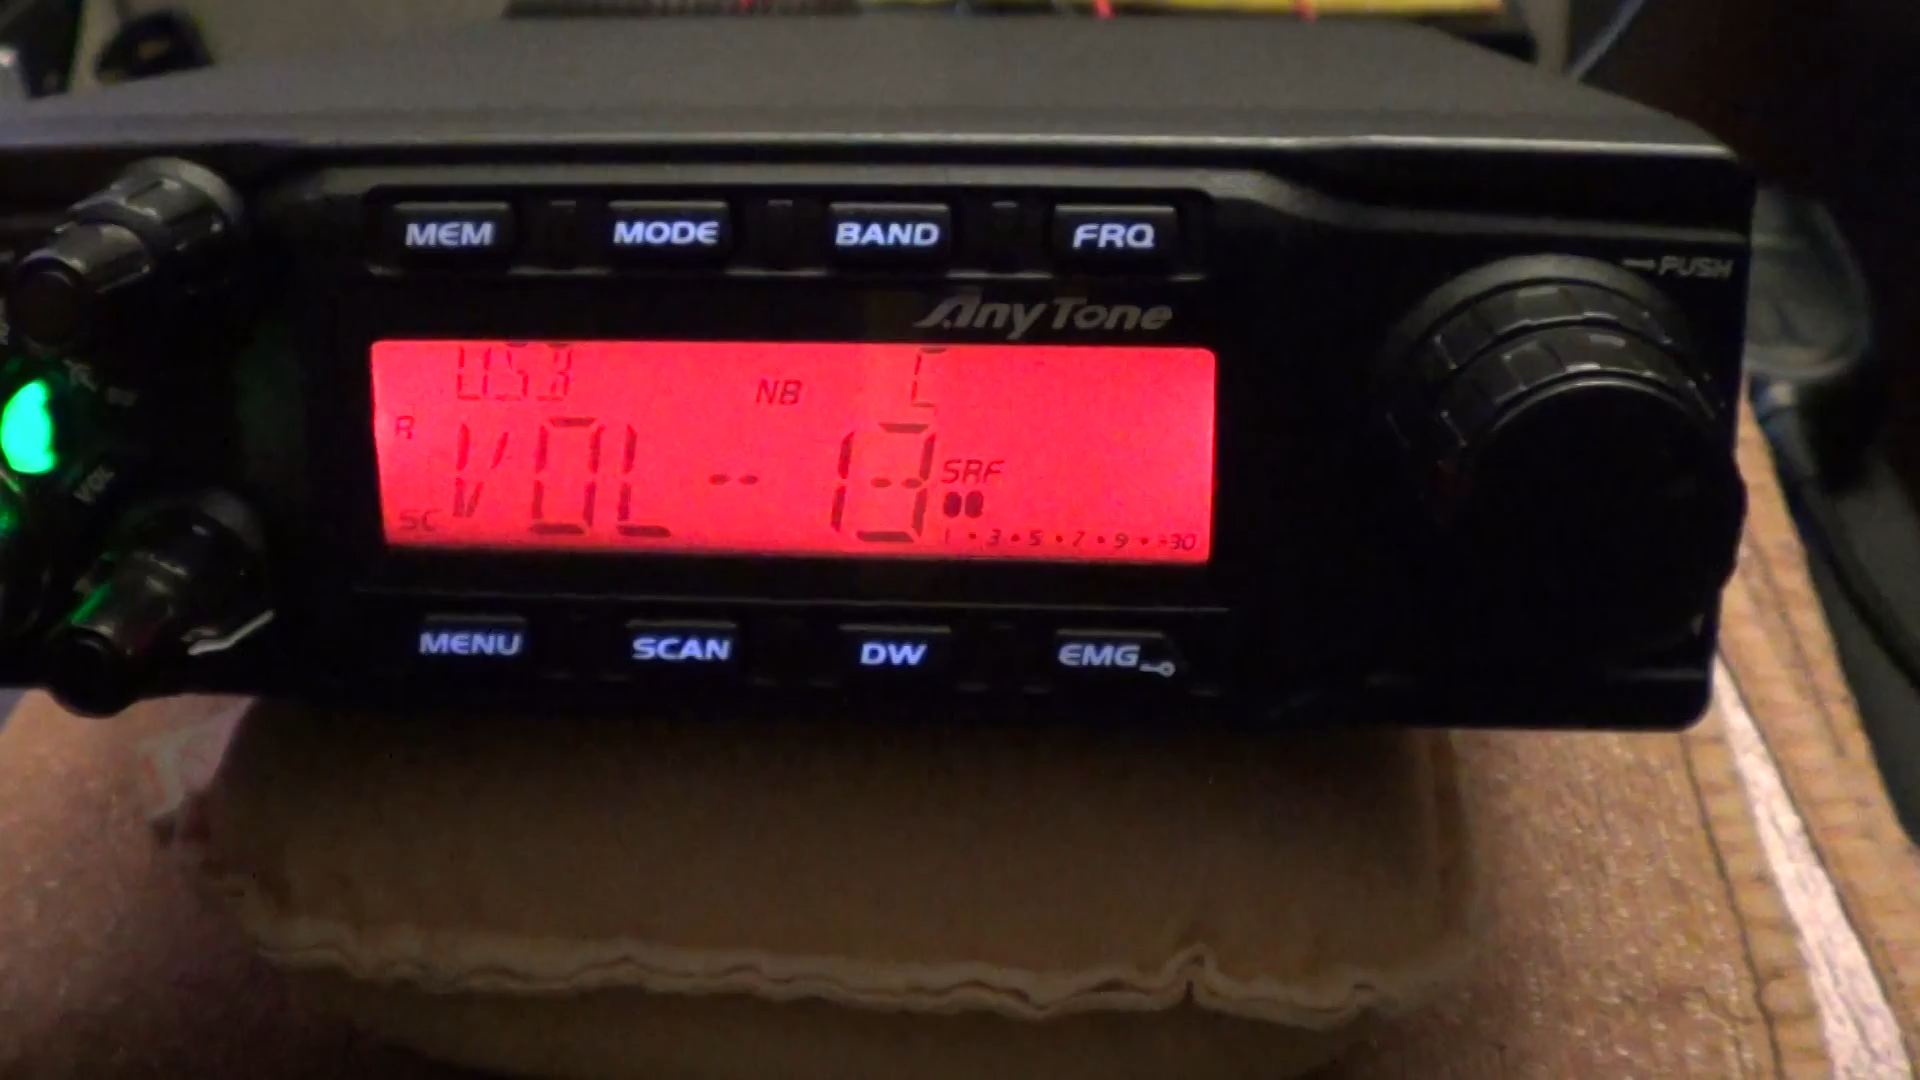 MEM MODE BAND FRQ
PUSH
AnyTone
USB NB C
R
VOL -- 13 SRF
SC
1 • 3 • 5 • 7 • 9 • +30
VOL
MENU SCAN DW EMG